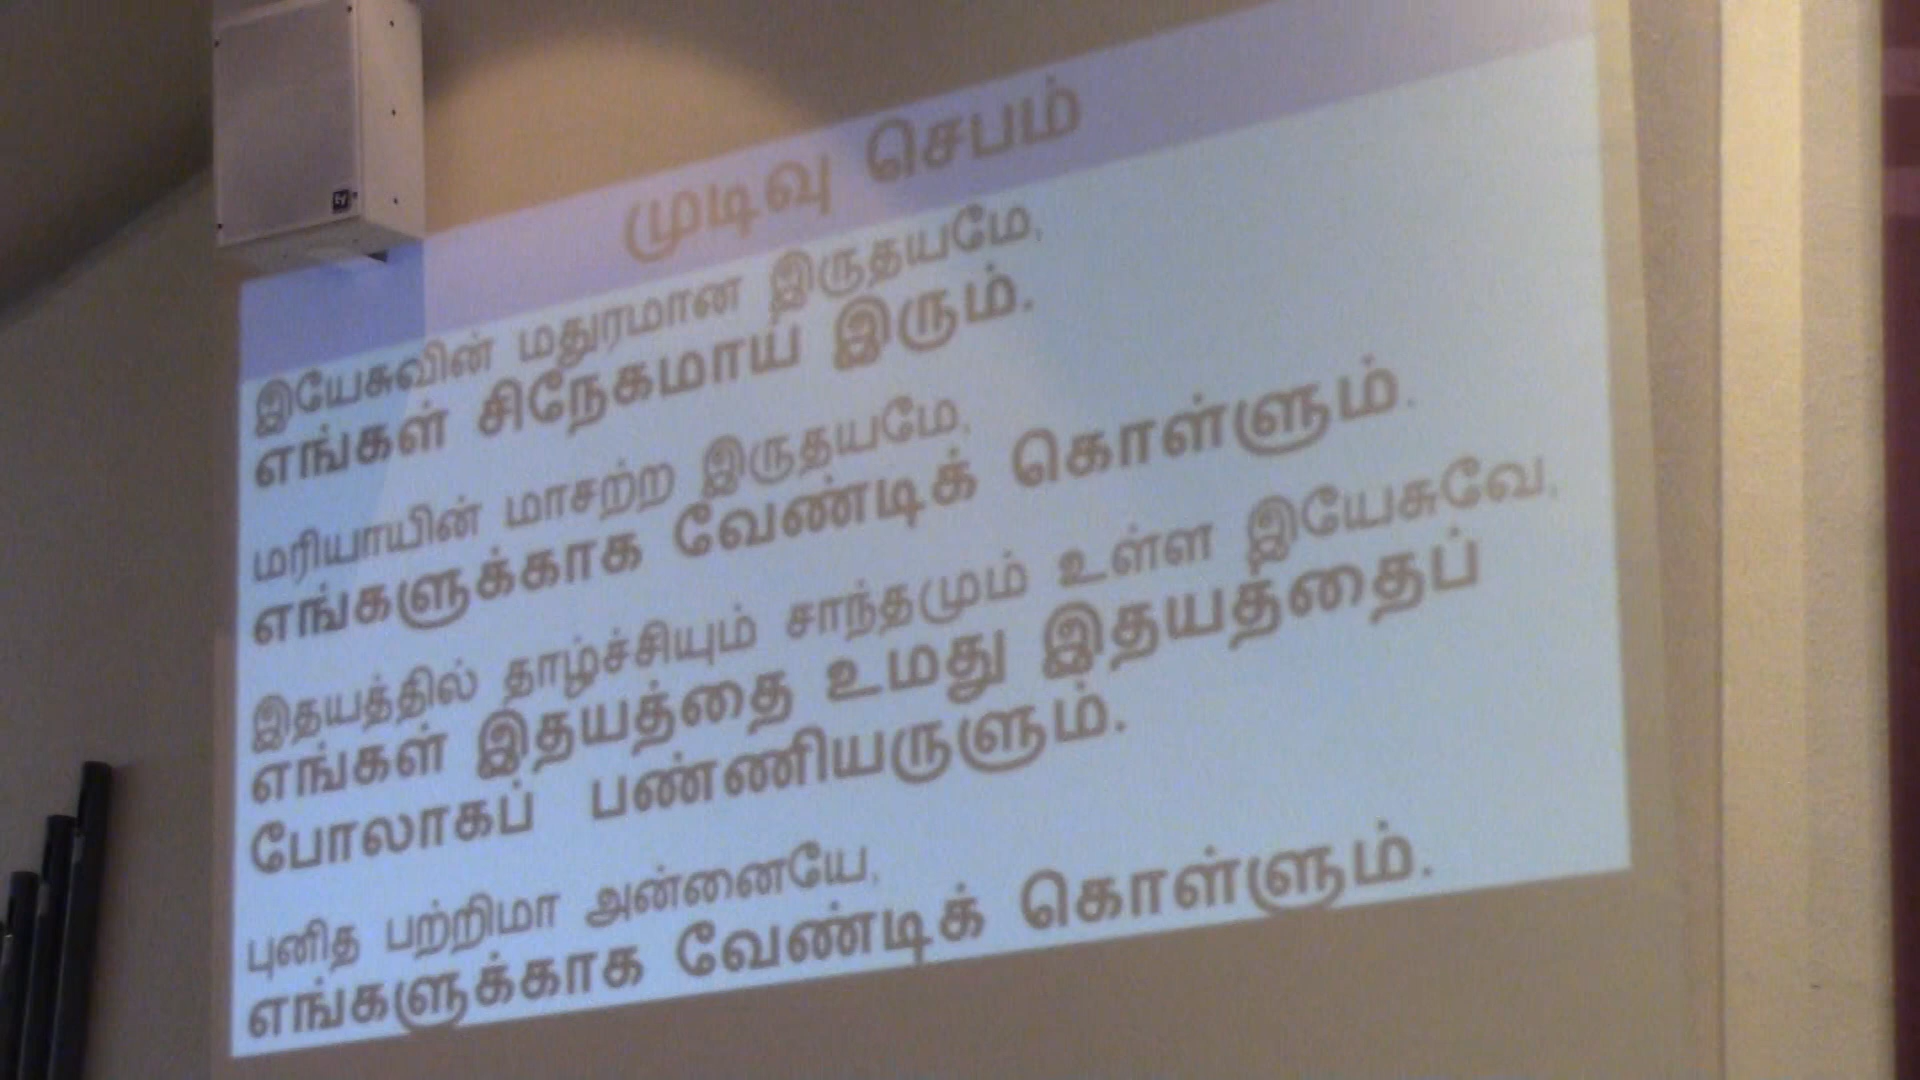 முடிவு செபம்
இயேசுவின் மதுரமான இருதயமே,
எங்கள் சிநேகமாய் இரும்.
மரியாயின் மாசற்ற இருதயமே,
எங்களுக்காக வேண்டிக் கொள்ளும்.
இதயத்தில் தாழ்ச்சியும் சாந்தமும் உள்ள இயேசுவே,
எங்கள் இதயத்தை உமது இதயத்தைப்
போலாகப் பண்ணியருளும்.
புனித பற்றிமா அன்னையே,
எங்களுக்காக வேண்டிக் கொள்ளும்.
EV